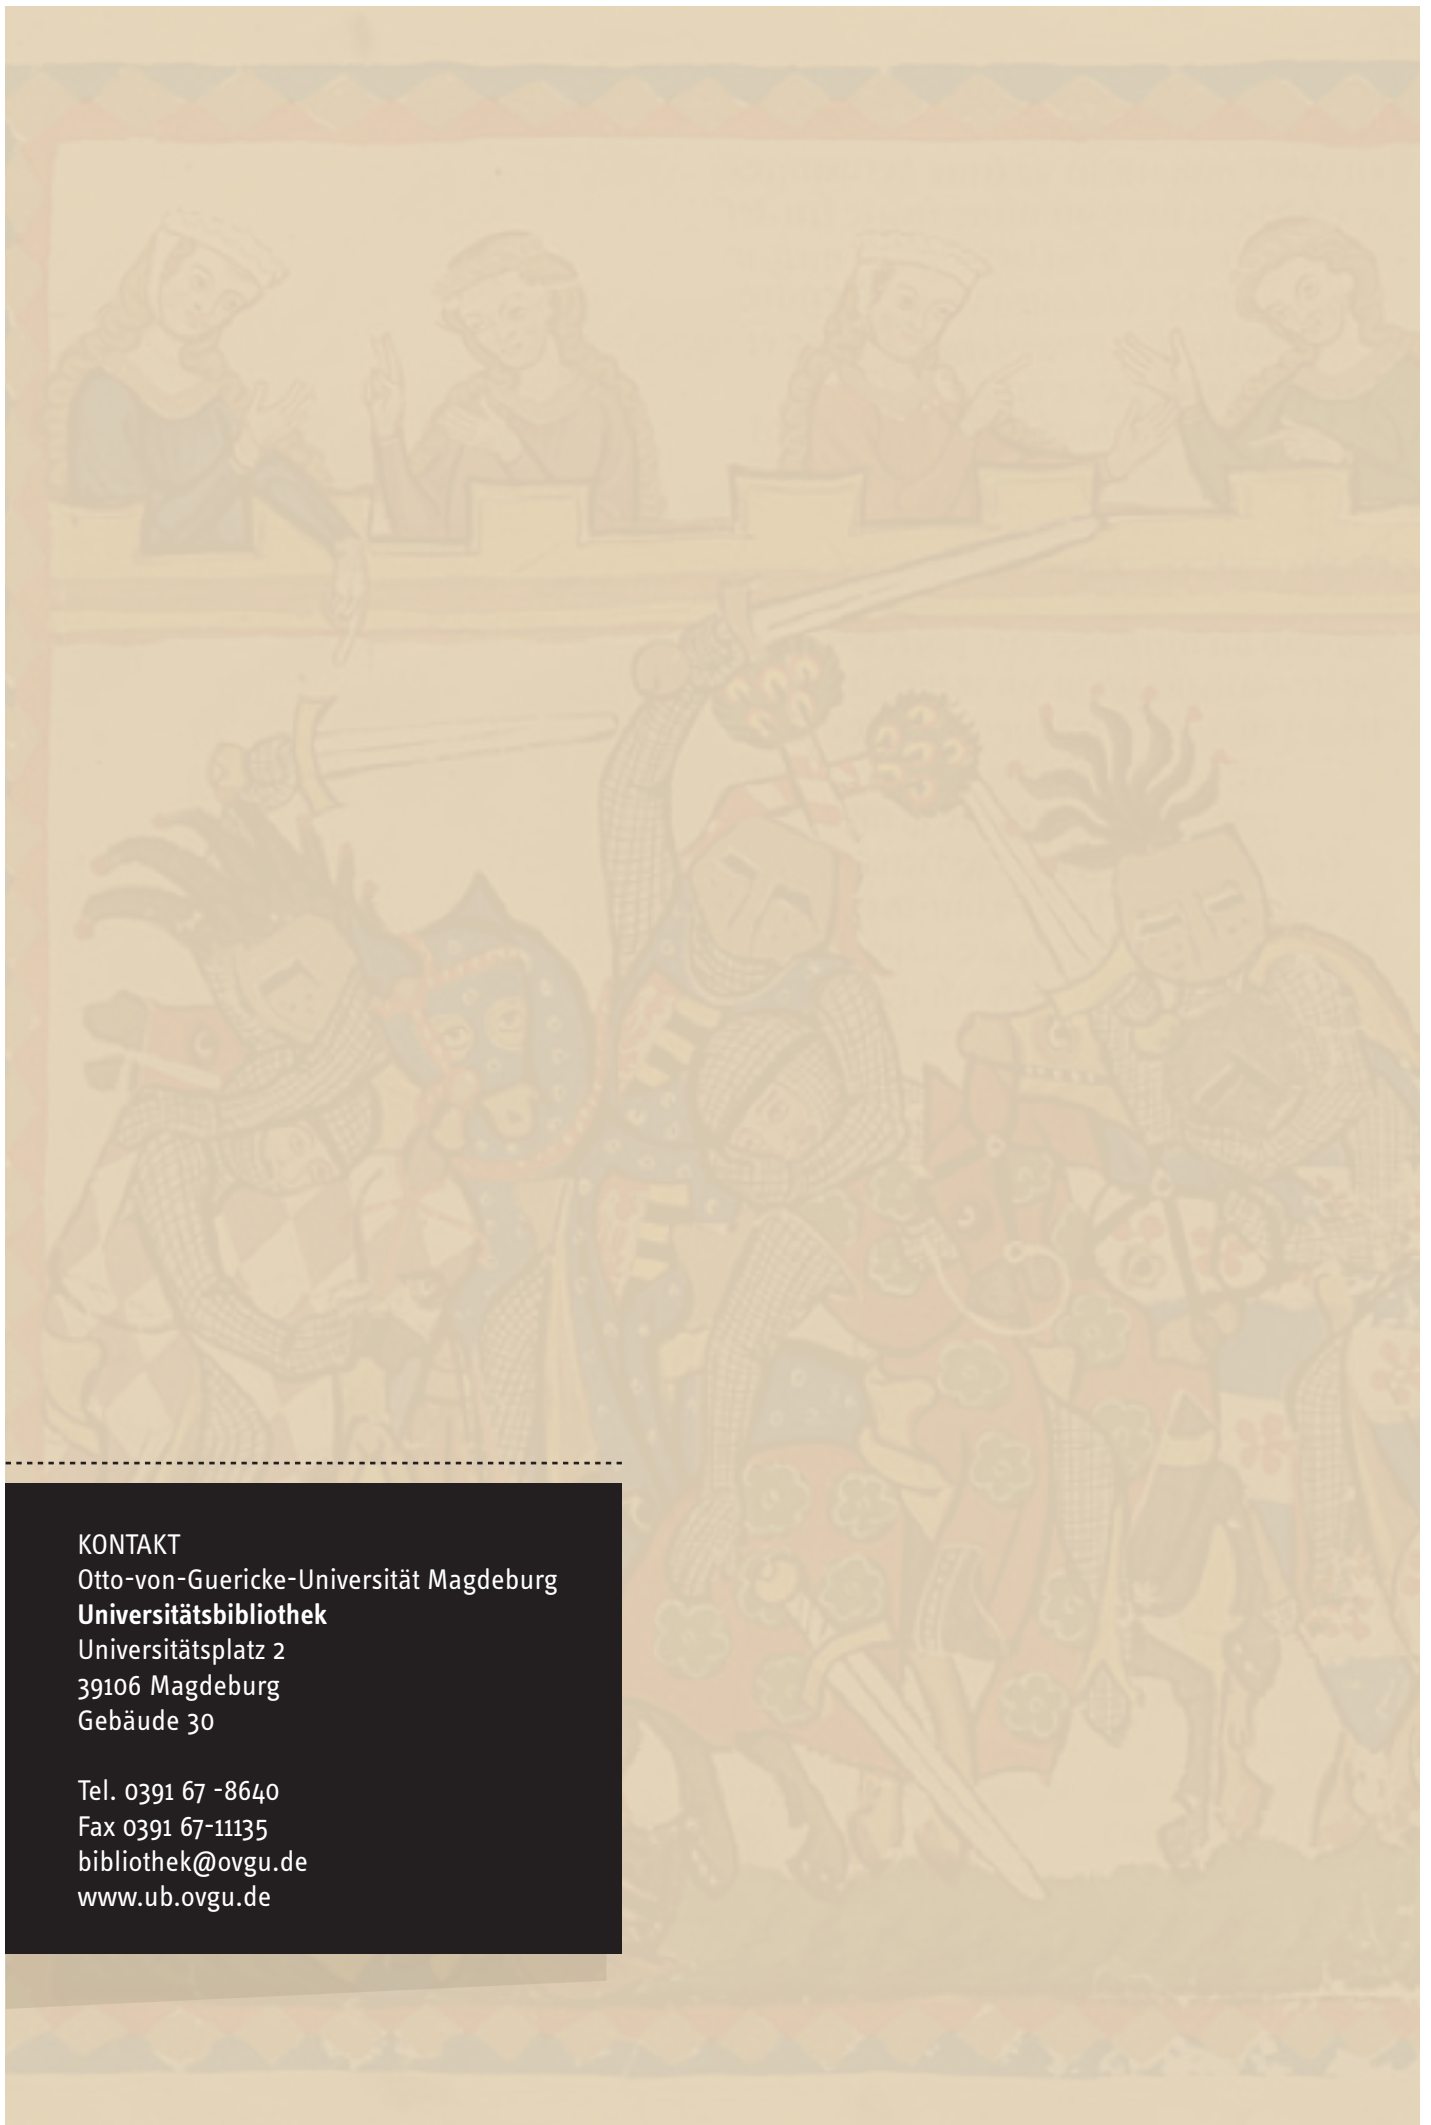 KONTAKT
Otto-von-Guericke-Universität Magdeburg
Universitätsbibliothek
Universitätsplatz 2
39106 Magdeburg
Gebäude 30
Tel. 0391 67 -8640
Fax 0391 67-11135
bibliothek@ovgu.de
www.ub.ovgu.de